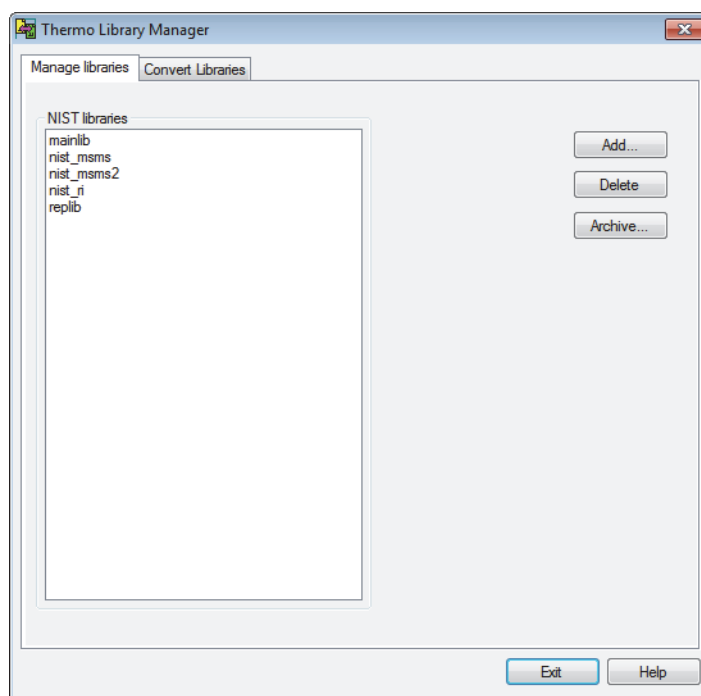 Thermo Library Manager
Manage libraries
Convert Libraries
NIST libraries
mainlib
nist_msms
nist_msms2
nist_ri
replib
Add...
Delete
Archive...
Exit
Help